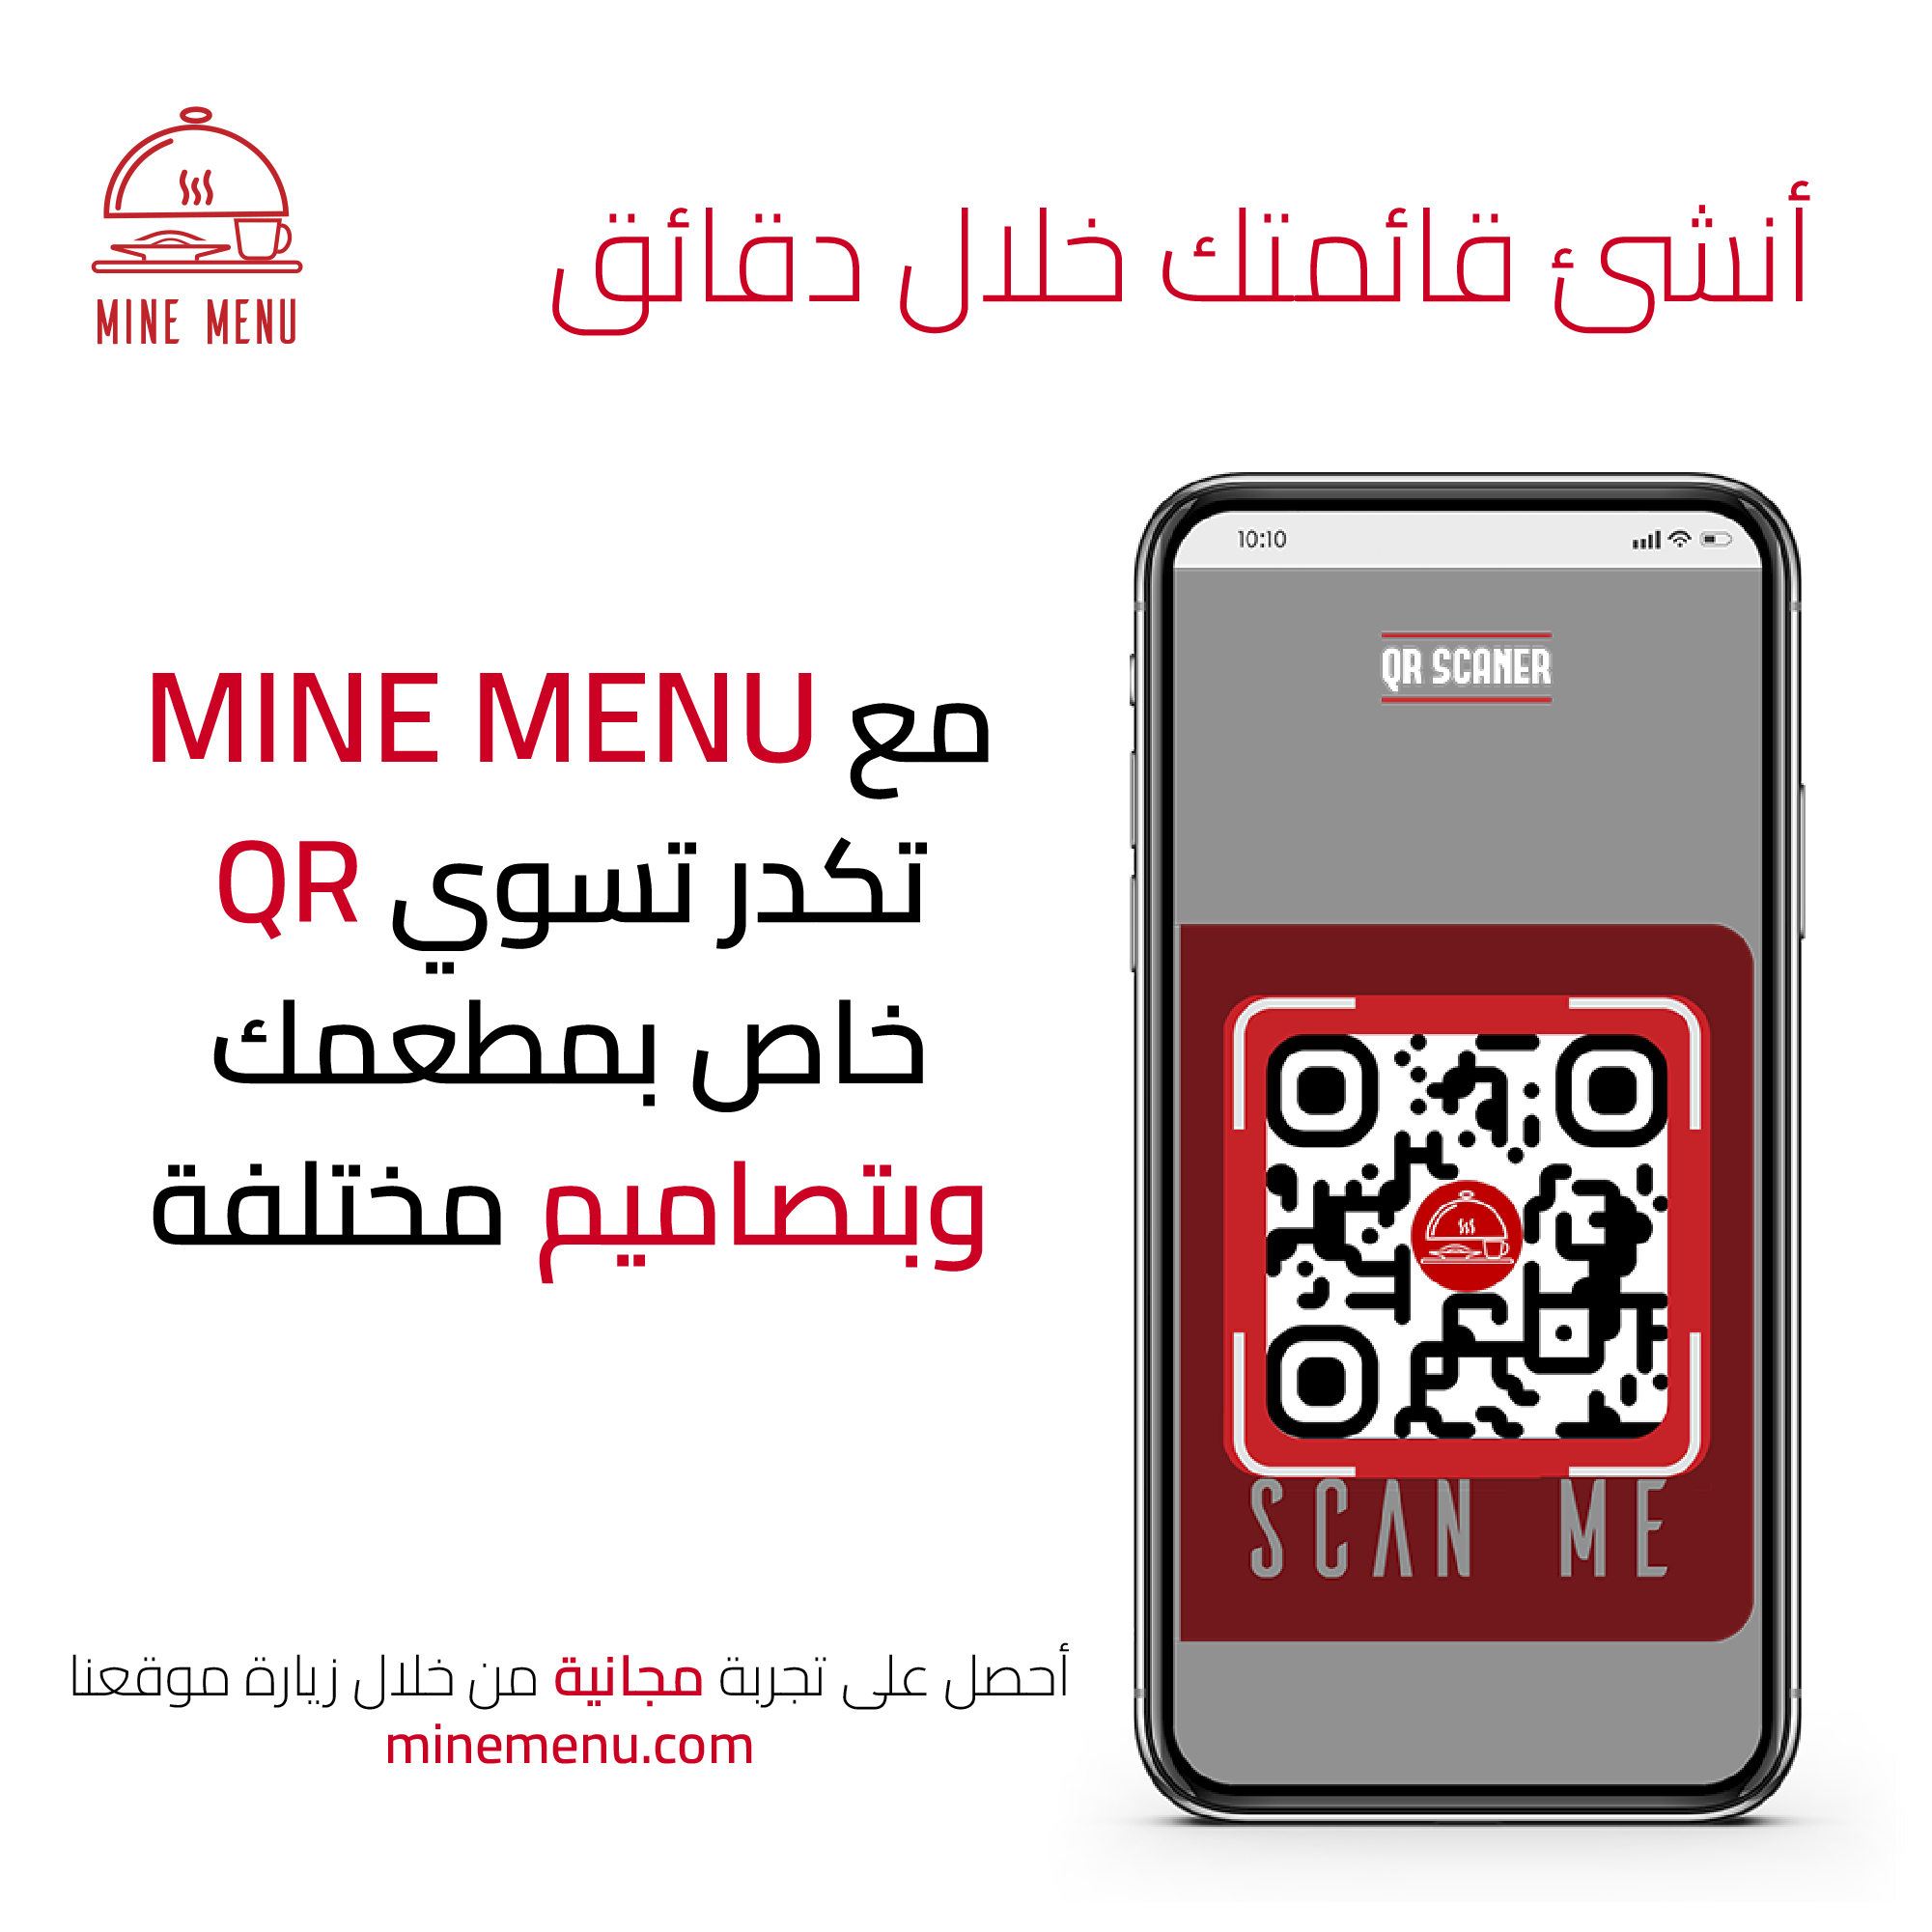 MINE MENU
أنشئ قائمتك خلال دقائق
مع MINE MENU
تكدر تسوي QR
خاص بمطعمك
وبتصاميم مختلفة
10:10
QR SCANER
SCAN ME
أحصل على تجربة مجانية من خلال زيارة موقعنا
minemenu.com